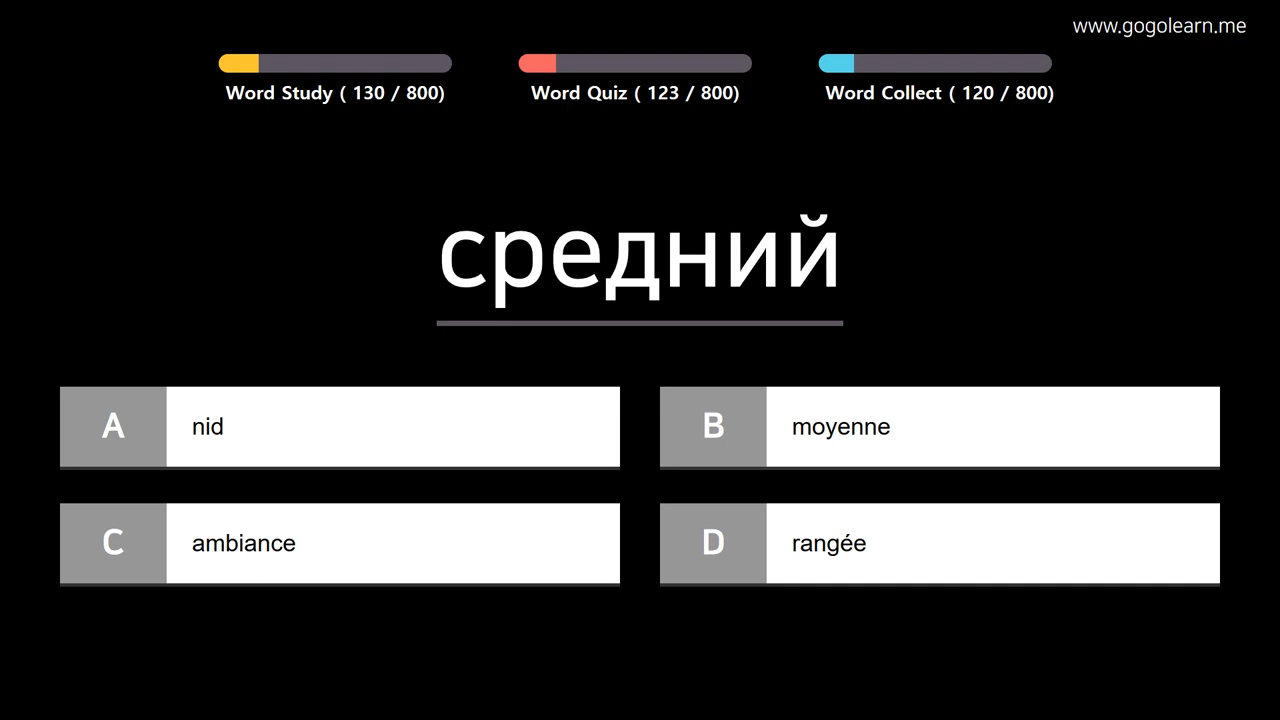 www.gogolearn.me
Word Study ( 130 / 800)
Word Quiz ( 123 / 800)
Word Collect ( 120 / 800)
средний
A nid
B moyenne
C ambiance
D rangée